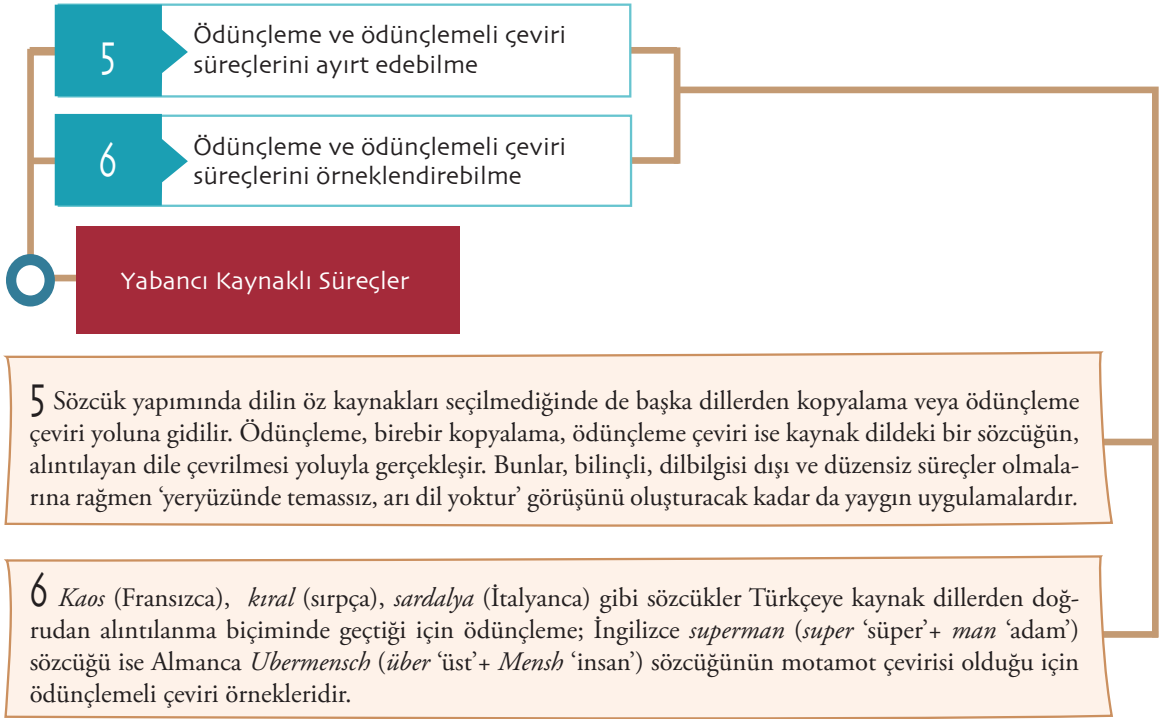 5
Ödünçleme ve ödünçlemeli çeviri
süreçlerini ayırt edebilme
6
Ödünçleme ve ödünçlemeli çeviri
süreçlerini örneklendirebilme
Yabancı Kaynaklı Süreçler
5 Sözcük yapımında dilin öz kaynakları seçilmediğinde de başka dillerden kopyalama veya ödünçleme
çeviri yoluna gidilir. Ödünçleme, birebir kopyalama, ödünçleme çeviri ise kaynak dildeki bir sözcüğün,
alıntılayan dile çevrilmesi yoluyla gerçekleşir. Bunlar, bilinçli, dilbilgisi dışı ve düzensiz süreçler olmala-
rına rağmen ‘yeryüzünde temassız, arı dil yoktur’ görüşünü oluşturacak kadar da yaygın uygulamalardır.
6 Kaos (Fransızca), kıral (sırpça), sardalya (İtalyanca) gibi sözcükler Türkçeye kaynak dillerden doğ-
rudan alıntılanma biçiminde geçtiği için ödünçleme; İngilizce superman (super ‘süper’+ man ‘adam’)
sözcüğü ise Almanca Ubermensch (über ‘üst’+ Mensh ‘insan’) sözcüğünün motamot çevirisi olduğu için
ödünçlemeli çeviri örnekleridir.